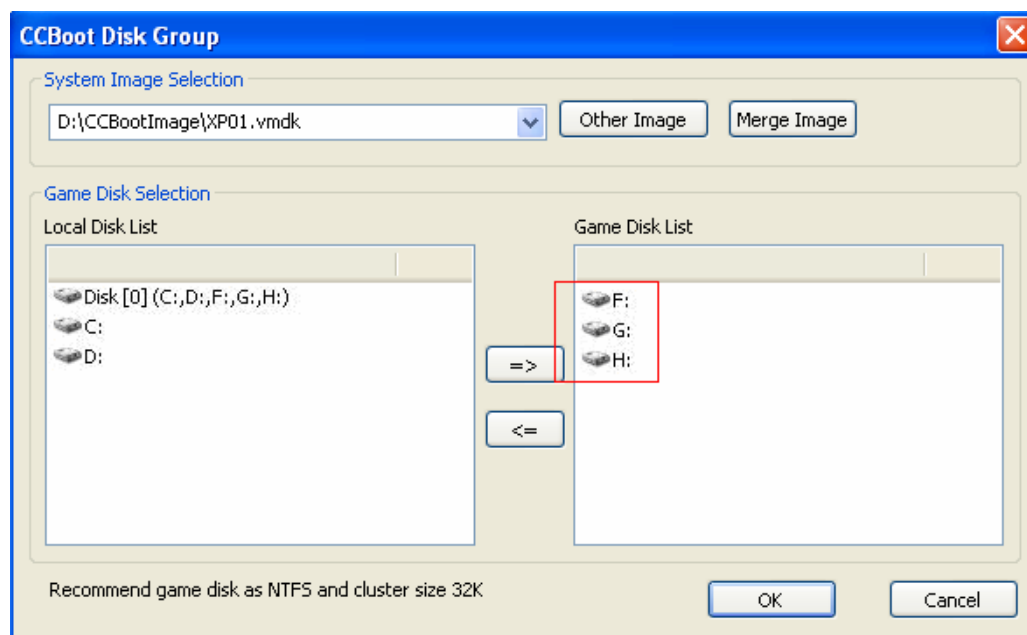 CCBoot Disk Group
System Image Selection
D:\CCBootImage\XP01.vmdk
Other Image
Merge Image
Game Disk Selection
Local Disk List
Game Disk List
Disk [0] (C:,D:,F:,G:,H:)
C:
D:
F:
G:
H:
=>
<=
Recommend game disk as NTFS and cluster size 32K
OK
Cancel